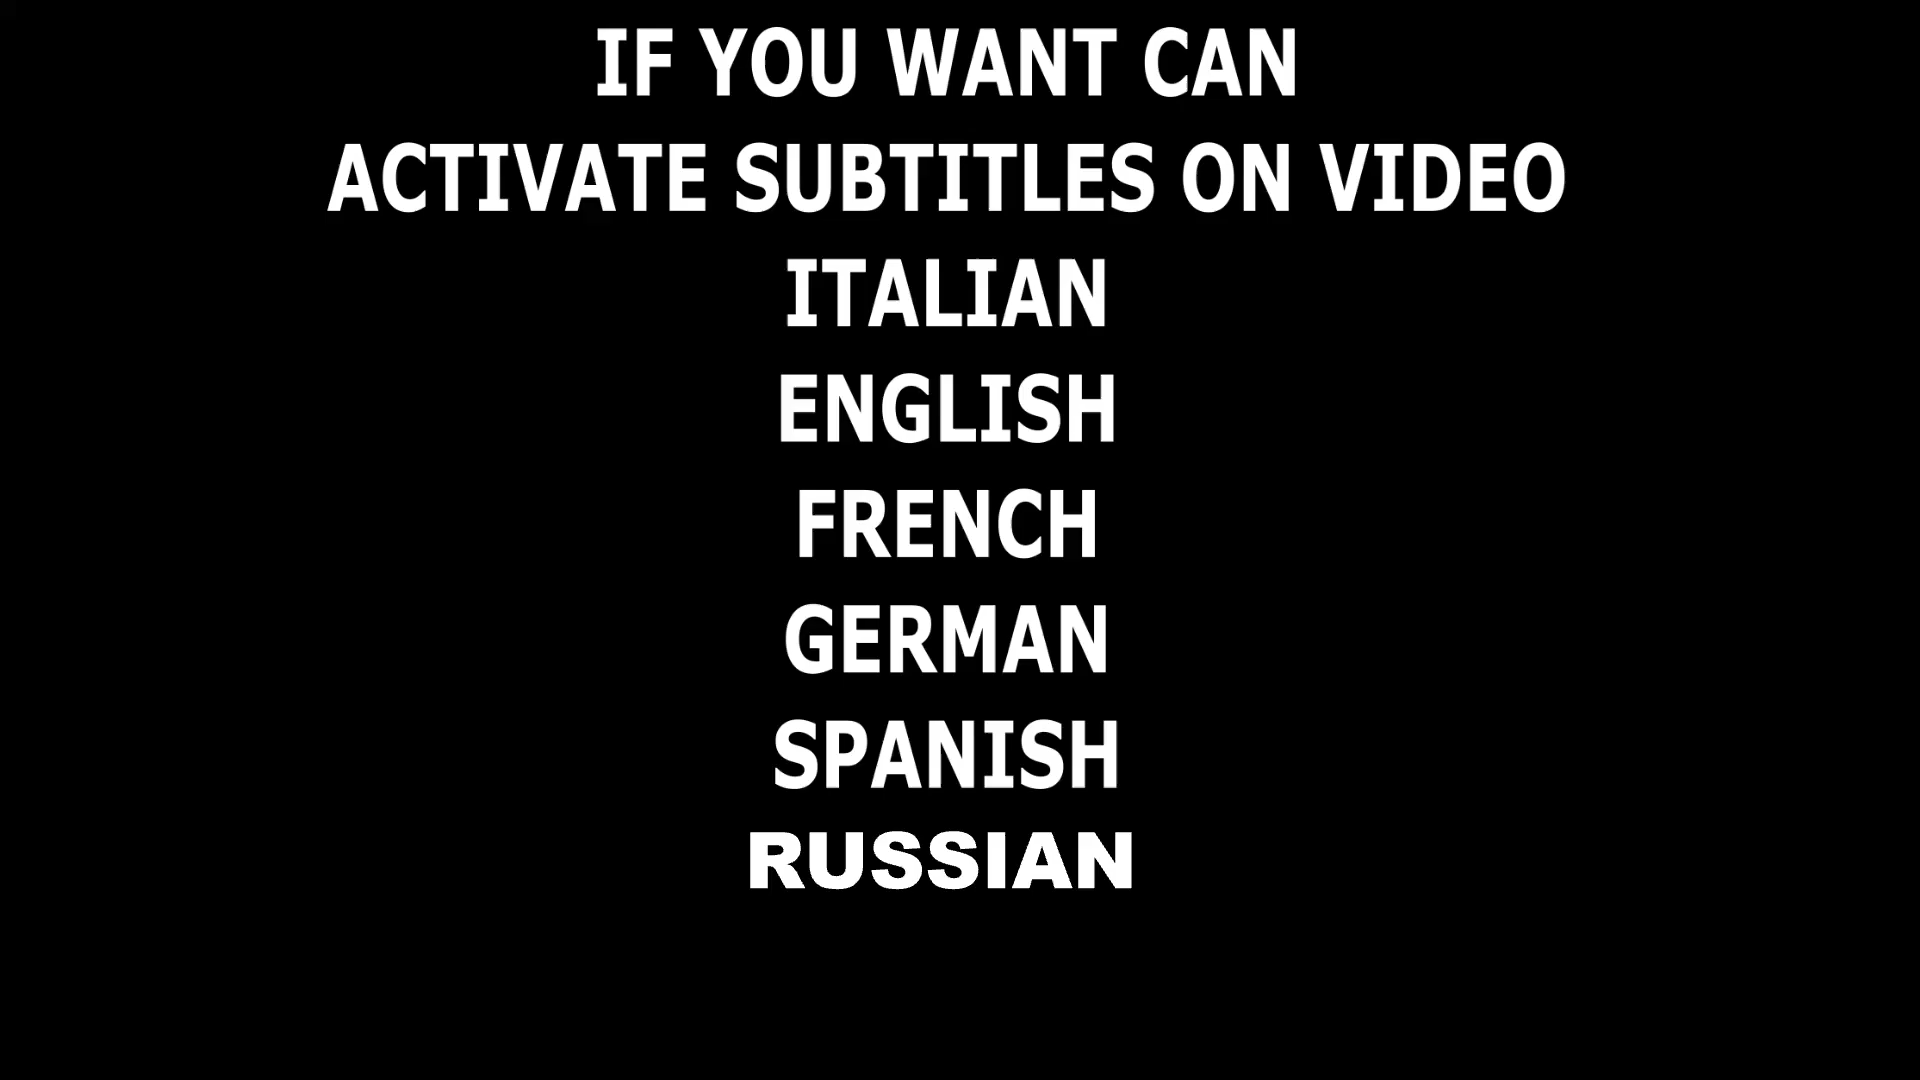 IF YOU WANT CAN
ACTIVATE SUBTITLES ON VIDEO
ITALIAN
ENGLISH
FRENCH
GERMAN
SPANISH
RUSSIAN